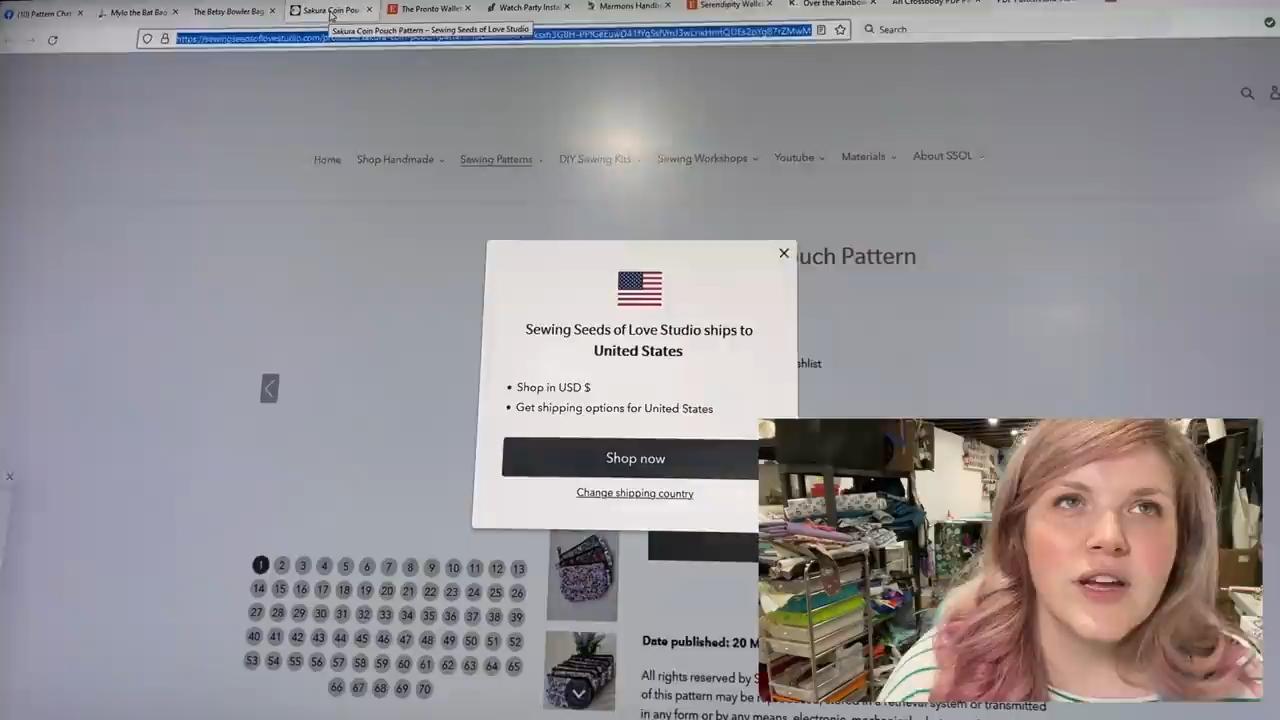 (10) Pattern Chat
Mylo the Bat Bag
The Betsy Bowler Bag
Sakura Coin Pou
The Pronto Wallet
Watch Party Insta
Marmons Handb
Serendipity Walle
Over the Rainbow
Sakura Coin Pouch Pattern – Sewing Seeds of Love Studio
Search
Home
Shop Handmade
Sewing Patterns
DIY Sewing Kits
Sewing Workshops
Youtube
Materials
About SSOL
uch Pattern
Sewing Seeds of Love Studio ships to
United States
• Shop in USD $
• Get shipping options for United States
Shop now
Change shipping country
shlist
1 2 3 4 5 6 7 8 9 10 11 12 13
14 15 16 17 18 19 20 21 22 23 24 25 26
27 28 29 30 31 32 33 34 35 36 37 38 39
40 41 42 43 44 45 46 47 48 49 50 51 52
53 54 55 56 57 58 59 60 61 62 63 64 65
66 67 68 69 70
Date published: 20 M
All rights reserved by S
of this pattern may be
system or transmitted
in any form or by any means, electronic,